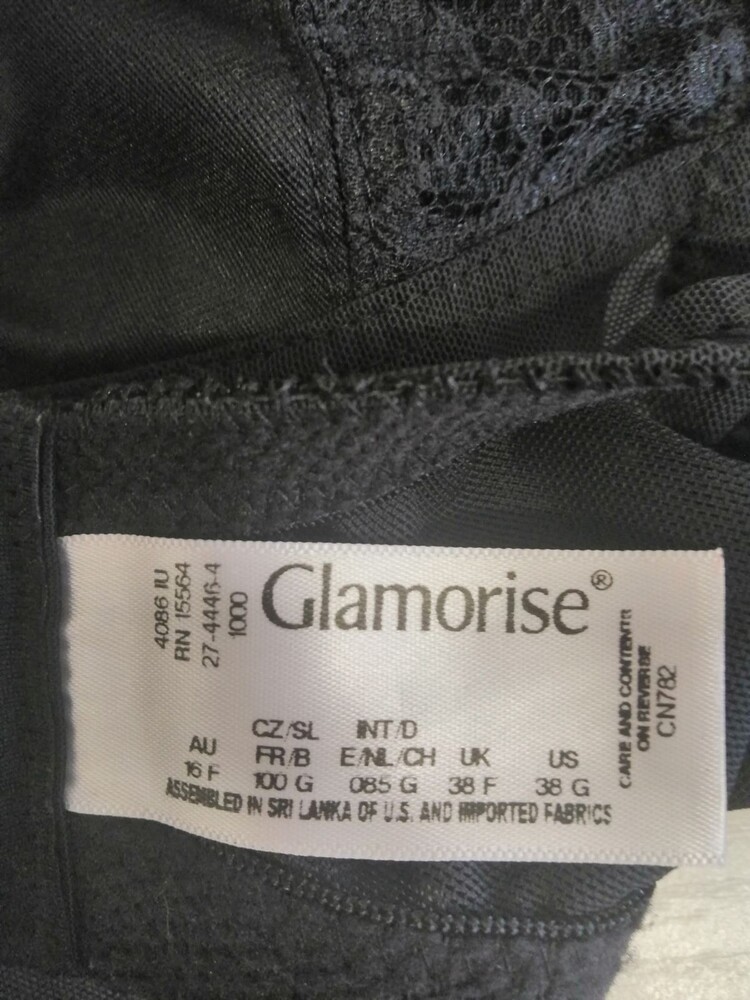 4086 IU
RN 15564
27-4446-4
1000
Glamorise®
CZ/SL INT/D
AU FR/B E/NL/CH UK US
16 F 100 G 085 G 38 F 38 G
ASSEMBLED IN SRI LANKA OF U.S. AND IMPORTED FABRICS
CARE AND CONTENTS
ON REVERSE
CN782